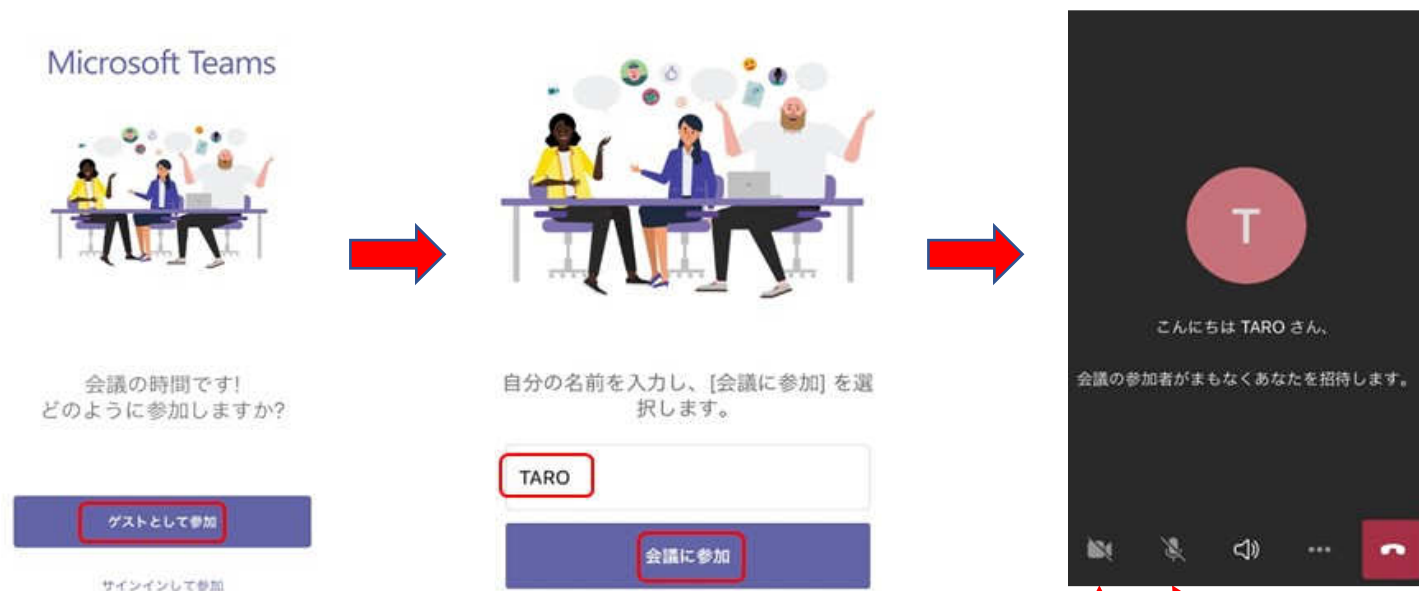 Microsoft Teams
会議の時間です!
どのように参加しますか?
ゲストとして参加
サインインして参加
自分の名前を入力し、[会議に参加] を選
択します。
TARO
会議に参加
T
こんにちは TARO さん、
会議の参加者がまもなくあなたを招待します。